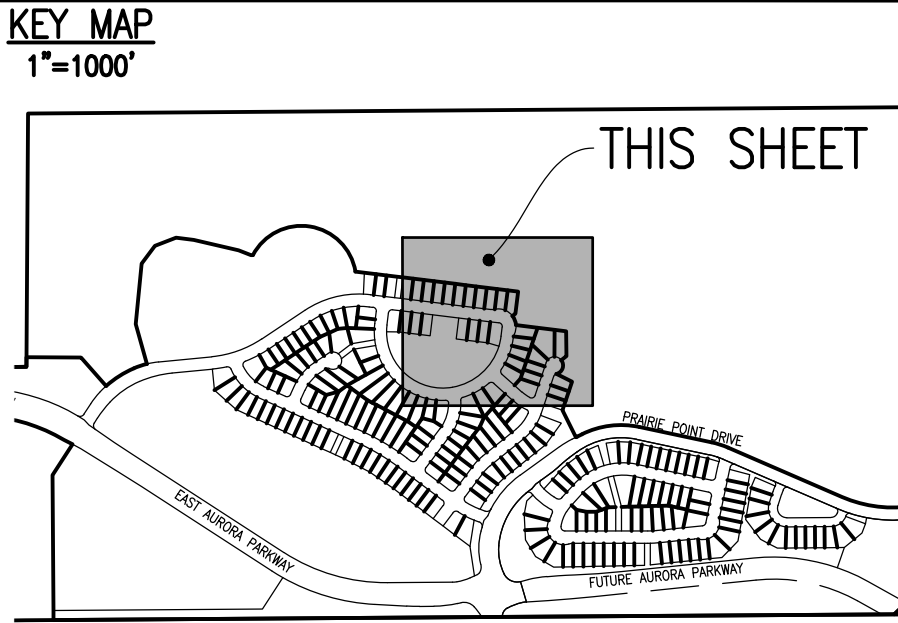 KEY MAP
1"=1000'
THIS SHEET
PRAIRIE POINT DRIVE
EAST AURORA PARKWAY
FUTURE AURORA PARKWAY